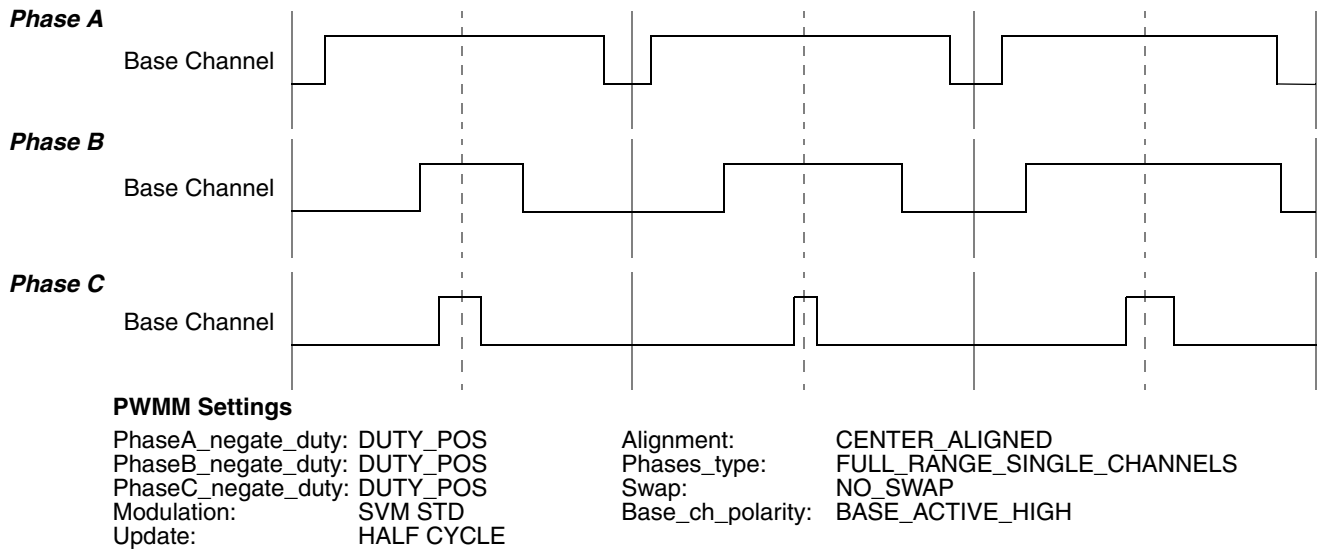 Phase A
Base Channel
Phase B
Base Channel
Phase C
Base Channel
PWMM Settings
PhaseA_negate_duty: DUTY_POS
PhaseB_negate_duty: DUTY_POS
PhaseC_negate_duty: DUTY_POS
Modulation: SVM STD
Update: HALF CYCLE
Alignment: CENTER_ALIGNED
Phases_type: FULL_RANGE_SINGLE_CHANNELS
Swap: NO_SWAP
Base_ch_polarity: BASE_ACTIVE_HIGH